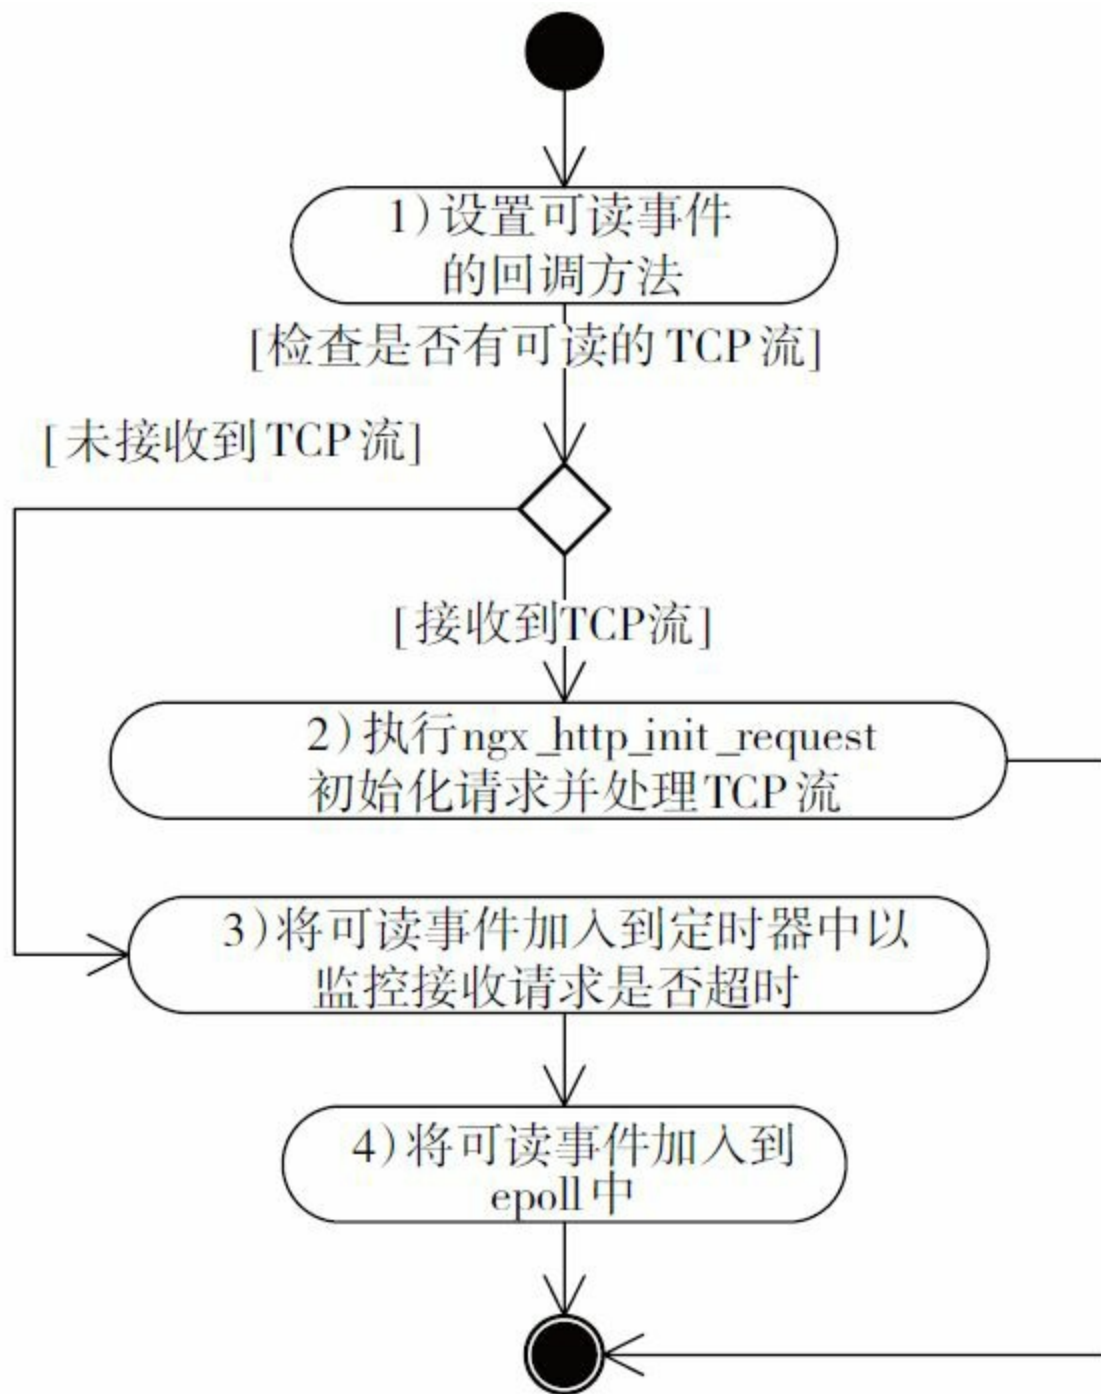 1)设置可读事件
的回调方法
[检查是否有可读的TCP流]
[未接收到TCP流]
[接收到TCP流]
2)执行ngx_http_init_request
初始化请求并处理TCP流
3)将可读事件加入到定时器中以
监控接收请求是否超时
4)将可读事件加入到
epoll中